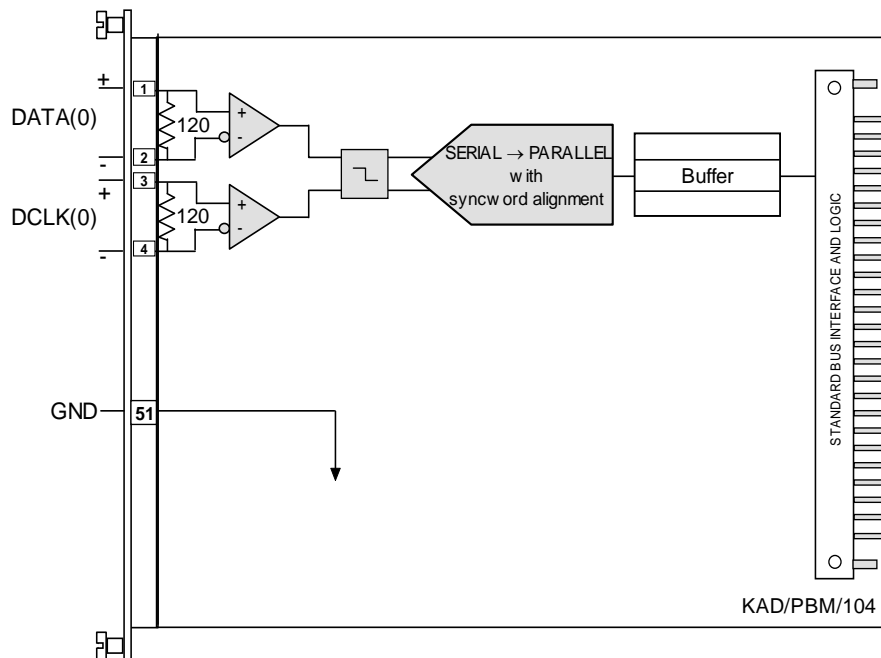 +
1
DATA(0)
120
+
-
-
2
+
3
DCLK(0)
120
+
-
-
4
SERIAL → PARALLEL
with
syncword alignment
Buffer
STANDARD BUS INTERFACE AND LOGIC
GND
51
KAD/PBM/104